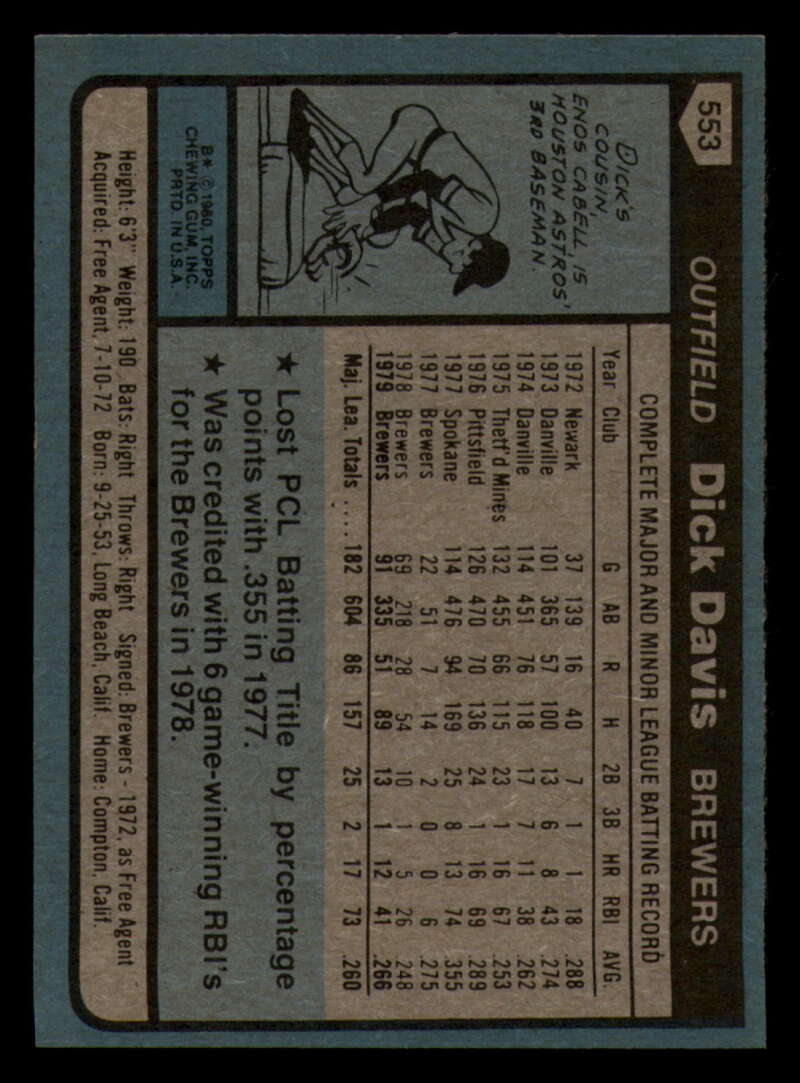 553
OUTFIELD Dick Davis BREWERS
DICK'S
COUSIN,
ENOS CABELL, IS
HOUSTON ASTROS'
3RD BASEMAN.
B* © 1980, TOPPS
CHEWING GUM, INC.
PRTD. IN U.S.A.
COMPLETE MAJOR AND MINOR LEAGUE BATTING RECORD
Year Club G AB R H 2B 3B HR RBI AVG.
1972 Newark 37 139 16 40 7 1 1 18 .288
1973 Danville 101 365 57 100 13 6 8 43 .274
1974 Danville 114 451 76 118 17 7 11 38 .262
1975 Thetf'd Mines 132 455 66 115 23 1 16 67 .253
1976 Pittsfield 126 470 70 136 24 1 16 69 .289
1977 Spokane 114 476 94 169 25 8 13 74 .355
1977 Brewers 22 51 7 14 2 0 0 6 .275
1978 Brewers 69 218 28 54 10 1 5 26 .248
1979 Brewers 91 335 51 89 13 1 12 41 .266
Maj. Lea. Totals .... 182 604 86 157 25 2 17 73 .260
★ Lost PCL Batting Title by percentage
points with .355 in 1977.
★ Was credited with 6 game-winning RBI's
for the Brewers in 1978.
Height: 6'3" Weight: 190 Bats: Right Throws: Right Signed: Brewers - 1972, as Free Agent
Acquired: Free Agent, 7-10-72 Born: 9-25-53, Long Beach, Calif. Home: Compton, Calif.